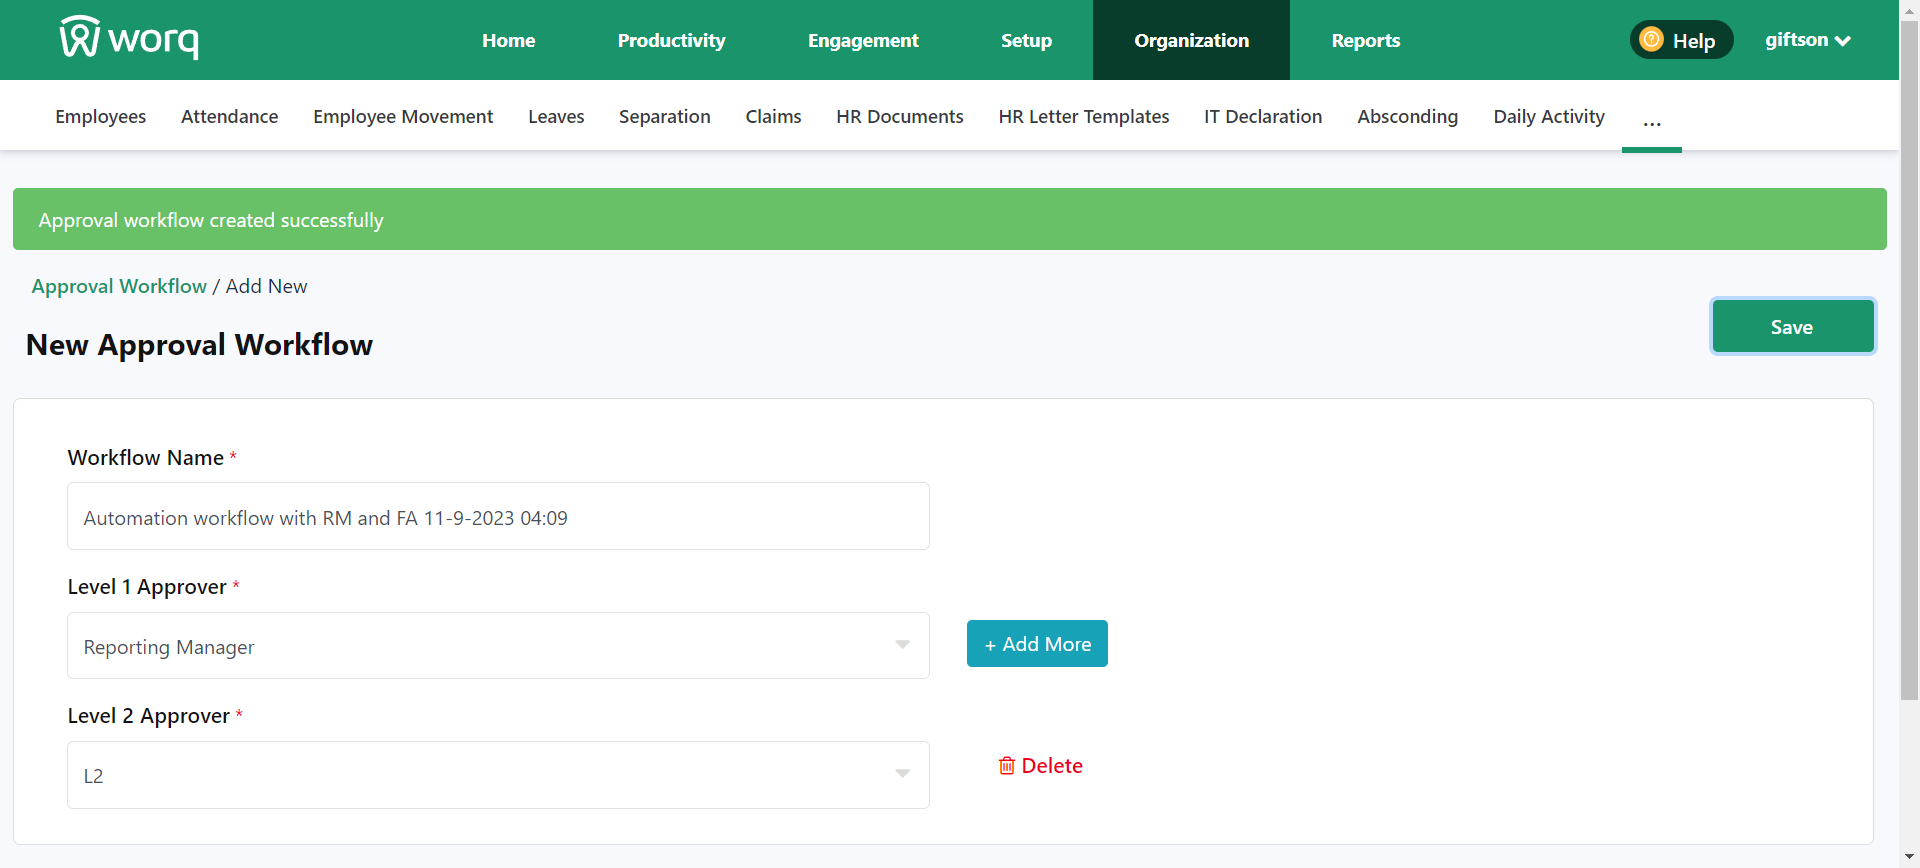 worq Home Productivity Engagement Setup Organization Reports Help giftson
Employees Attendance Employee Movement Leaves Separation Claims HR Documents HR Letter Templates IT Declaration Absconding Daily Activity ...
Approval workflow created successfully
Approval Workflow / Add New
Save
New Approval Workflow
Workflow Name *
Automation workflow with RM and FA 11-9-2023 04:09
Level 1 Approver *
Reporting Manager
+ Add More
Level 2 Approver *
L2
Delete